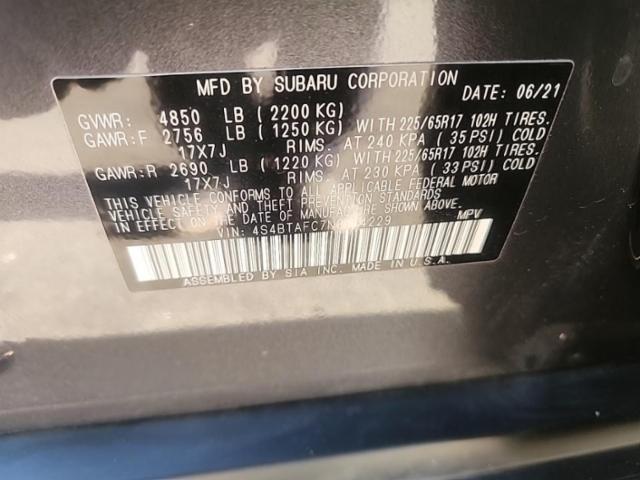 MFD BY SUBARU CORPORATION DATE: 06/21
GVWR: 4850 LB (2200 KG)
GAWR:F 2756 LB (1250 KG) WITH 225/65R17 102H TIRES.
17X7J RIMS. AT 240 KPA (35 PSI) COLD
GAWR:R 2690 LB (1220 KG) WITH 225/65R17 102H TIRES.
17X7J RIMS. AT 230 KPA (33 PSI) COLD
THIS VEHICLE CONFORMS TO ALL APPLICABLE FEDERAL MOTOR
VEHICLE SAFETY AND THEFT PREVENTION STANDARDS
IN EFFECT ON THE DATE OF MANUFACTURE SHOWN ABOVE.
VIN: MPV
ASSEMBLED BY SIA INC. MADE IN U.S.A.